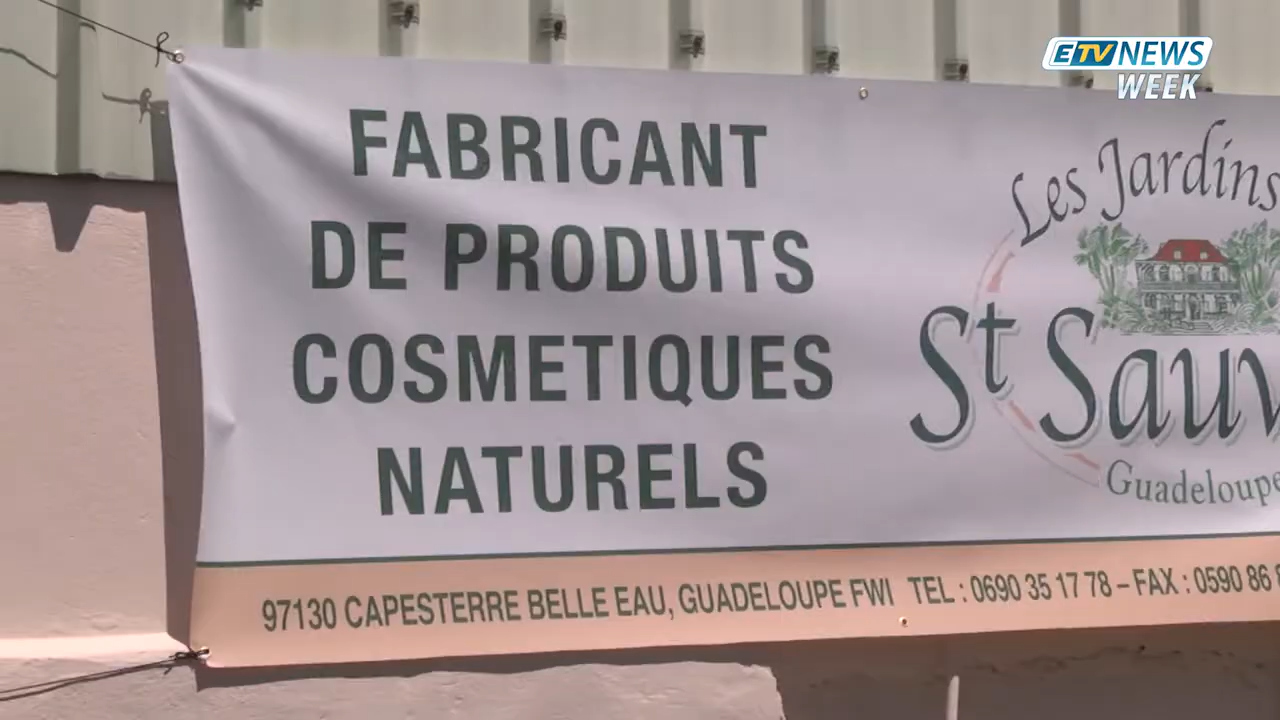 ETV NEWS
WEEK
FABRICANT
DE PRODUITS
COSMETIQUES
NATURELS
Les Jardins
St
Guadeloupe
97130 CAPESTERRE BELLE EAU, GUADELOUPE FWI TEL : 0690 35 17 78 – FAX : 0590 86